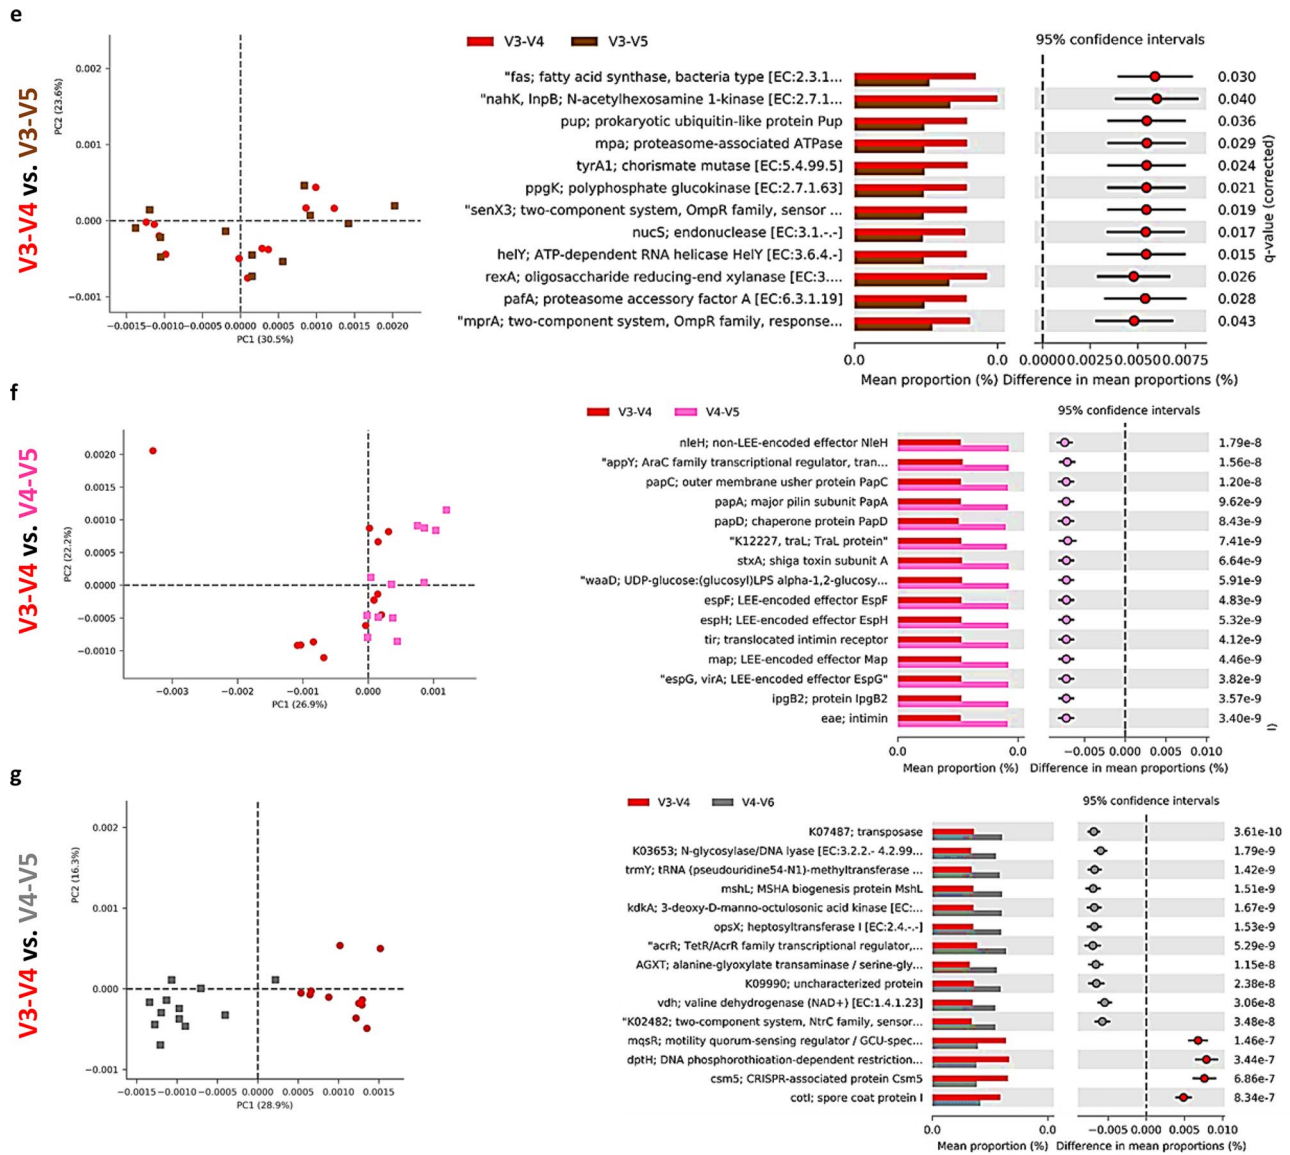 e
V3-V4 vs. V3-V5
PC2 (23.6%)
0.002
0.001
0.000
−0.001
−0.0015 −0.0010 −0.0005 0.0000 0.0005 0.0010 0.0015 0.0020
PC1 (30.5%)
V3-V4 V3-V5
95% confidence intervals
"fas; fatty acid synthase, bacteria type [EC:2.3.1... 0.030
"nahK, lnpB; N-acetylhexosamine 1-kinase [EC:2.7.1... 0.040
pup; prokaryotic ubiquitin-like protein Pup 0.036
mpa; proteasome-associated ATPase 0.029
tyrA1; chorismate mutase [EC:5.4.99.5] 0.024
ppgK; polyphosphate glucokinase [EC:2.7.1.63] 0.021
"senX3; two-component system, OmpR family, sensor ... 0.019
nucS; endonuclease [EC:3.1.-.-] 0.017
helY; ATP-dependent RNA helicase HelY [EC:3.6.4.-] 0.015
rexA; oligosaccharide reducing-end xylanase [EC:3.... 0.026
pafA; proteasome accessory factor A [EC:6.3.1.19] 0.028
"mprA; two-component system, OmpR family, response... 0.043
q-value (corrected)
0.0 0.0 0.0000 0.0025 0.0050 0.0075
Mean proportion (%) Difference in mean proportions (%)
f
V3-V4 vs. V4-V5
PC2 (22.2%)
0.0020
0.0015
0.0010
0.0005
0.0000
−0.0005
−0.0010
−0.003 −0.002 −0.001 0.000 0.001
PC1 (26.9%)
V3-V4 V4-V5
95% confidence intervals
nleH; non-LEE-encoded effector NleH 1.79e-8
"appY; AraC family transcriptional regulator, tran... 1.56e-8
papC; outer membrane usher protein PapC 1.20e-8
papA; major pilin subunit PapA 9.62e-9
papD; chaperone protein PapD 8.43e-9
"K12227, traL; TraL protein" 7.41e-9
stxA; shiga toxin subunit A 6.64e-9
"waaD; UDP-glucose:(glucosyl)LPS alpha-1,2-glucosy... 5.91e-9
espF; LEE-encoded effector EspF 4.83e-9
espH; LEE-encoded effector EspH 5.32e-9
tir; translocated intimin receptor 4.12e-9
map; LEE-encoded effector Map 4.46e-9
"espG, virA; LEE-encoded effector EspG" 3.82e-9
ipgB2; protein IpgB2 3.57e-9
eae; intimin 3.40e-9
0.0 0.0 −0.005 0.000 0.005 0.010
Mean proportion (%) Difference in mean proportions (%)
g
V3-V4 vs. V4-V5
PC2 (16.3%)
0.002
0.001
0.000
−0.001
−0.0015 −0.0010 −0.0005 0.0000 0.0005 0.0010 0.0015
PC1 (28.9%)
V3-V4 V4-V6
95% confidence intervals
K07487; transposase 3.61e-10
K03653; N-glycosylase/DNA lyase [EC:3.2.2.- 4.2.99... 1.79e-9
trmY; tRNA (pseudouridine54-N1)-methyltransferase ... 1.42e-9
mshL; MSHA biogenesis protein MshL 1.51e-9
kdkA; 3-deoxy-D-manno-octulosonic acid kinase [EC:... 1.67e-9
opsX; heptosyltransferase I [EC:2.4.-.-] 1.53e-9
"acrR; TetR/AcrR family transcriptional regulator,... 5.29e-9
AGXT; alanine-glyoxylate transaminase / serine-gly... 1.15e-8
K09990; uncharacterized protein 2.38e-8
vdh; valine dehydrogenase (NAD+) [EC:1.4.1.23] 3.06e-8
"K02482; two-component system, NtrC family, sensor... 3.48e-8
mqsR; motility quorum-sensing regulator / GCU-spec... 1.46e-7
dptH; DNA phosphorothioation-dependent restriction... 3.44e-7
csm5; CRISPR-associated protein Csm5 6.86e-7
cotI; spore coat protein I 8.34e-7
0.0 0.0 −0.005 0.000 0.005 0.010
Mean proportion (%) Difference in mean proportions (%)